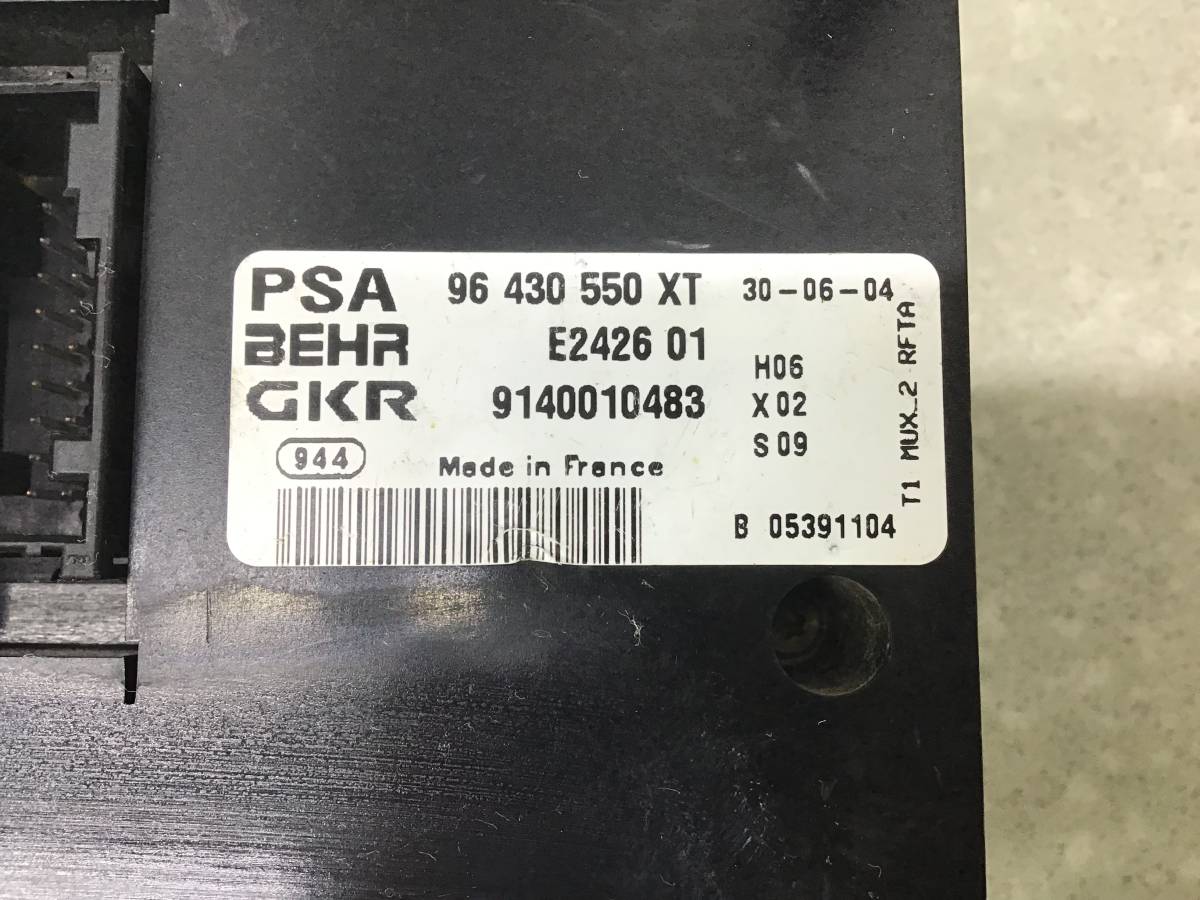 PSA 96 430 550 XT 30-06-04
BEHR E2426 01
GKR 9140010483
H06
X02
S09
944 Made in France
B 05391104
T1 MUX_2 RFTA